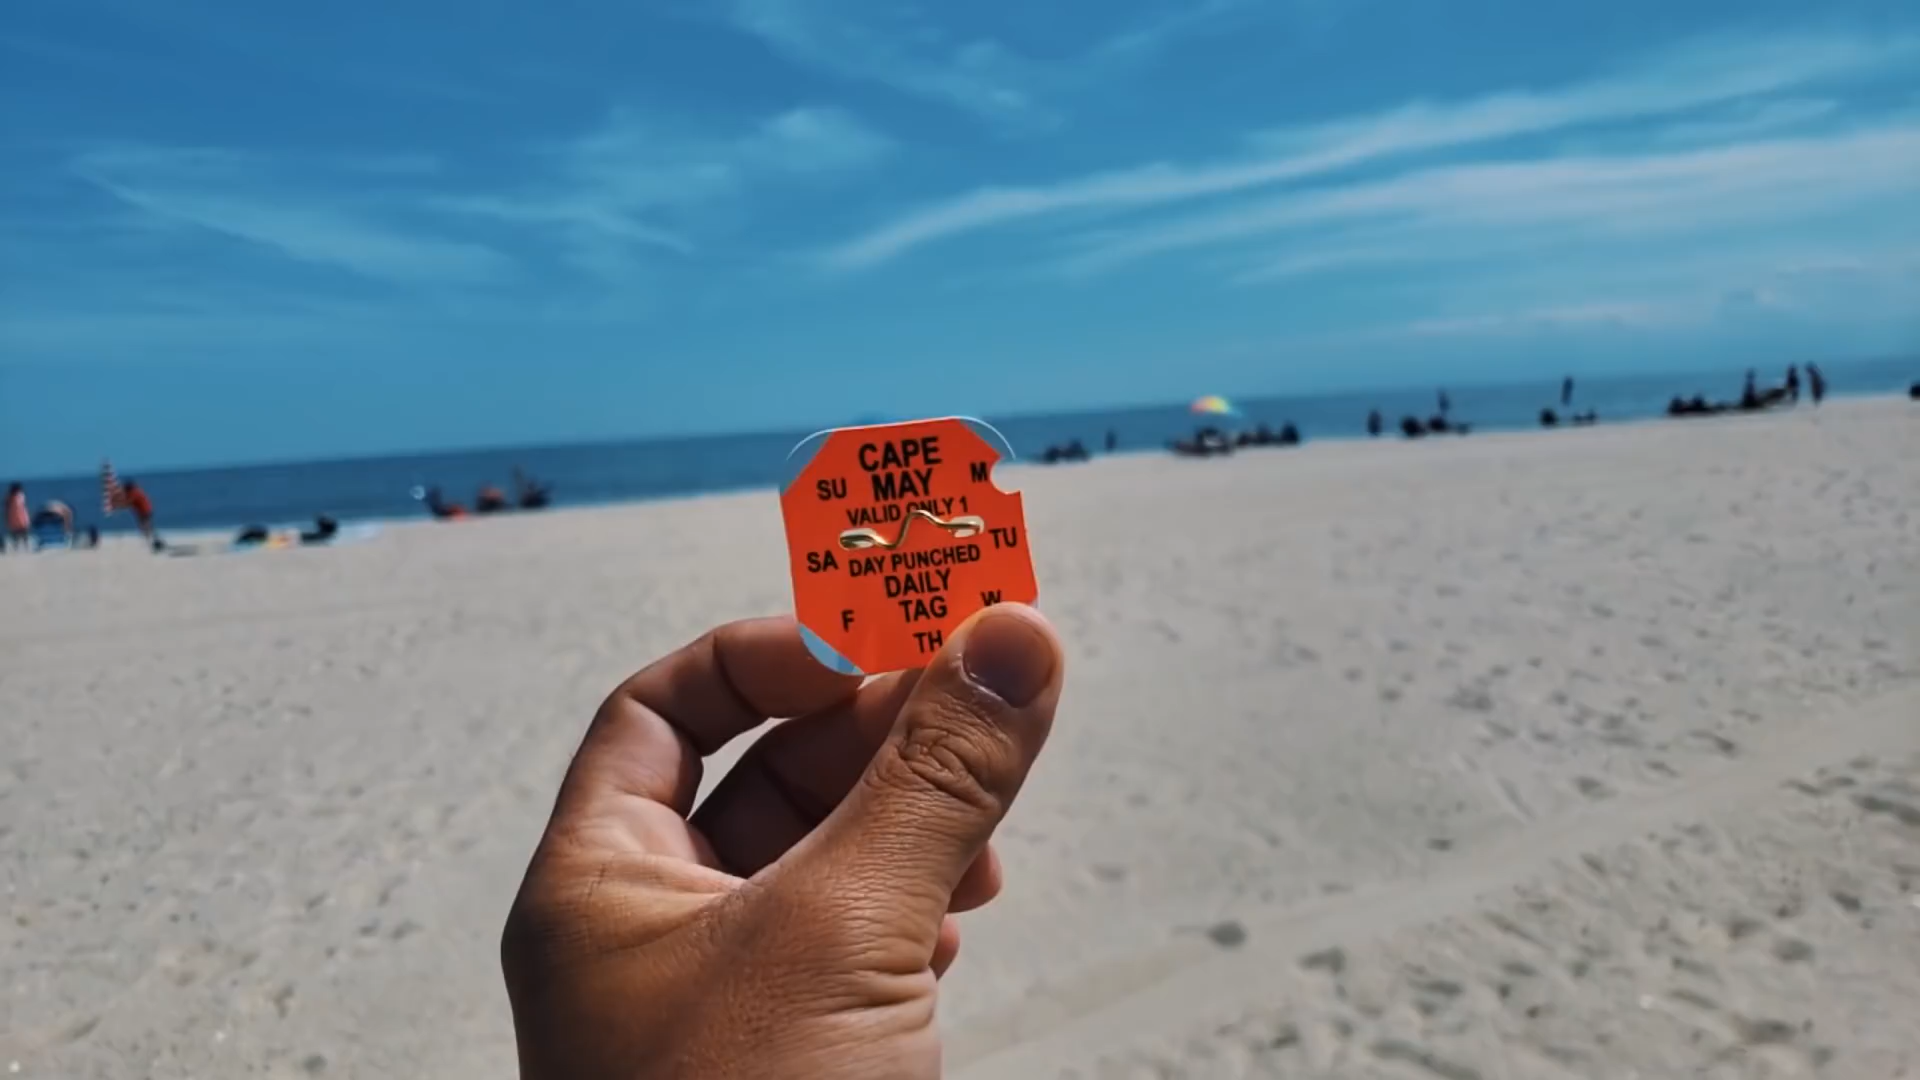 CAPE
SU MAY M
VALID ONLY 1
SA DAY PUNCHED TU
DAILY
F TAG W
TH